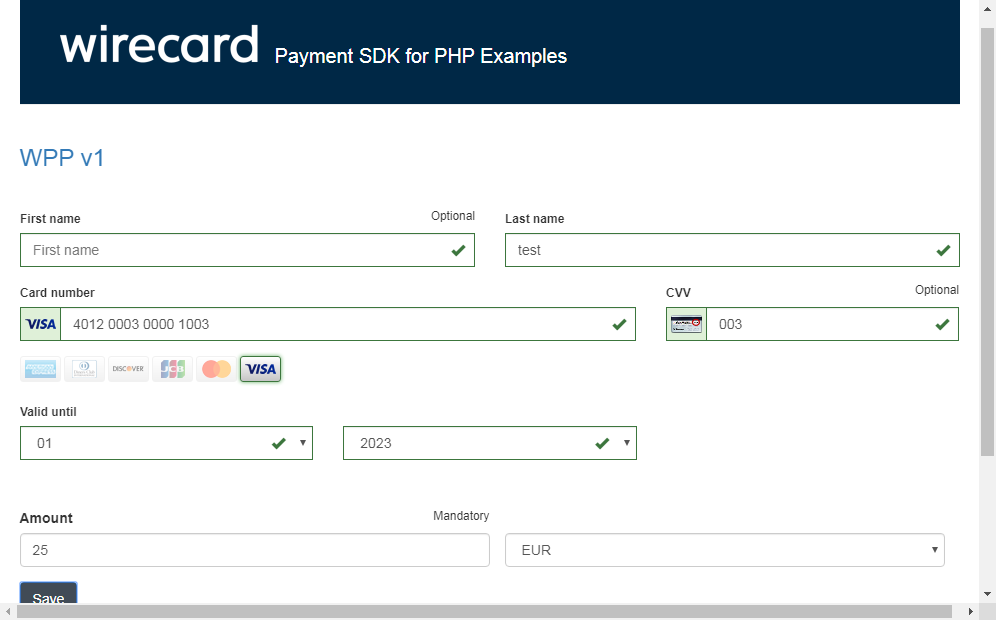 wirecard Payment SDK for PHP Examples
WPP v1
First name Optional Last name
First name test
Card number CVV Optional
VISA 4012 0003 0000 1003 003
DISCOVER JCB VISA
Valid until
01 2023
Amount Mandatory
25 EUR
Save